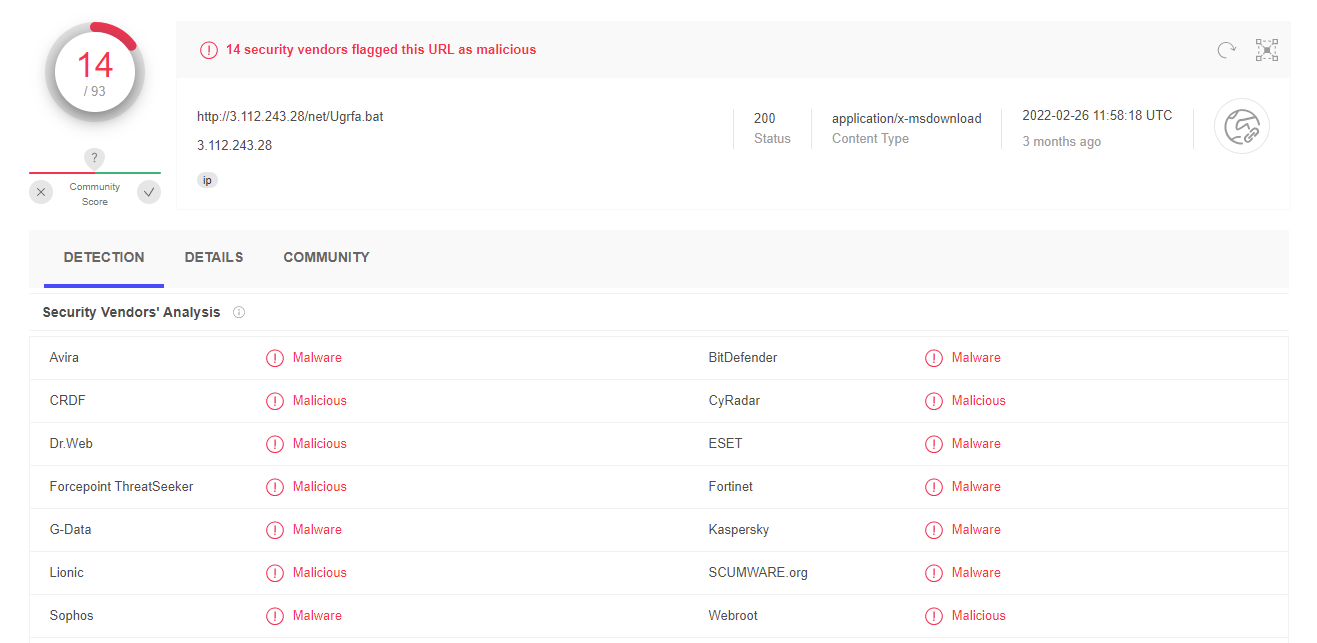 14
/ 93
?
Community
Score
14 security vendors flagged this URL as malicious
http://3.112.243.28/net/Ugrfa.bat
3.112.243.28
ip
200
Status
application/x-msdownload
Content Type
2022-02-26 11:58:18 UTC
3 months ago
DETECTION DETAILS COMMUNITY
Security Vendors' Analysis
Avira Malware BitDefender Malware
CRDF Malicious CyRadar Malicious
Dr.Web Malicious ESET Malware
Forcepoint ThreatSeeker Malicious Fortinet Malware
G-Data Malware Kaspersky Malware
Lionic Malicious SCUMWARE.org Malware
Sophos Malware Webroot Malicious